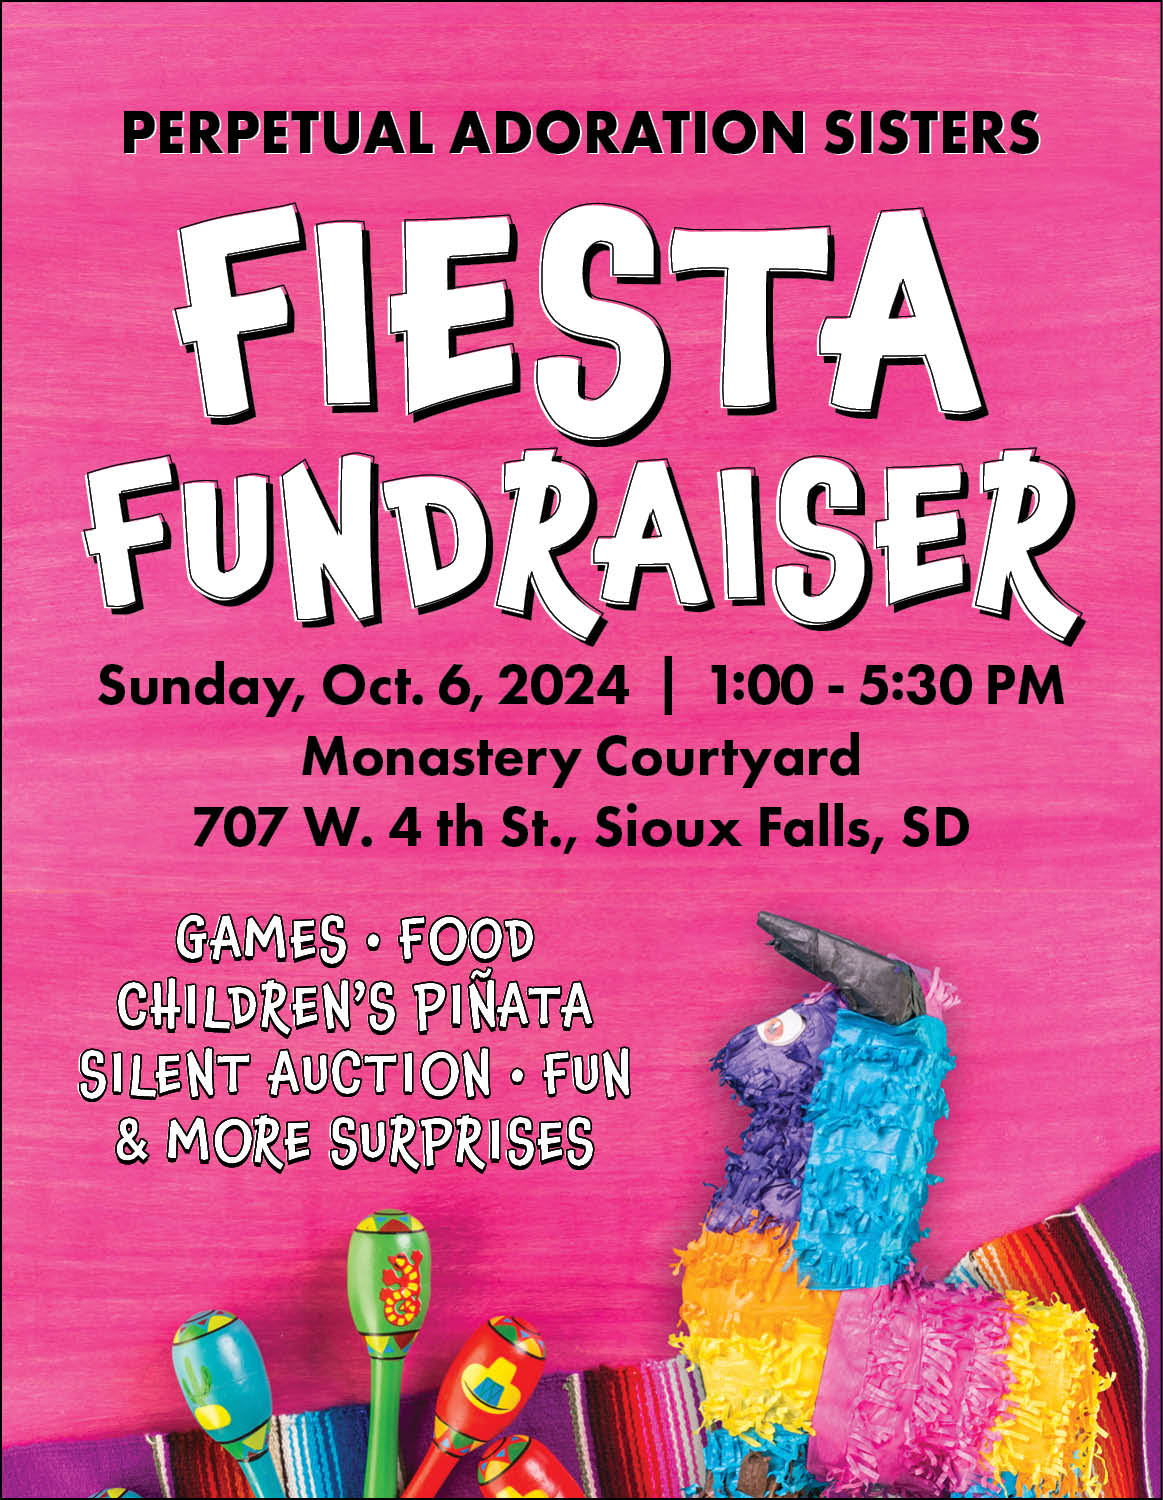 PERPETUAL ADORATION SISTERS
FIESTA
FUNDRAISER
Sunday, Oct. 6, 2024 | 1:00 - 5:30 PM
Monastery Courtyard
707 W. 4 th St., Sioux Falls, SD
GAMES • FOOD
CHILDREN'S PIÑATA
SILENT AUCTION • FUN
& MORE SURPRISES